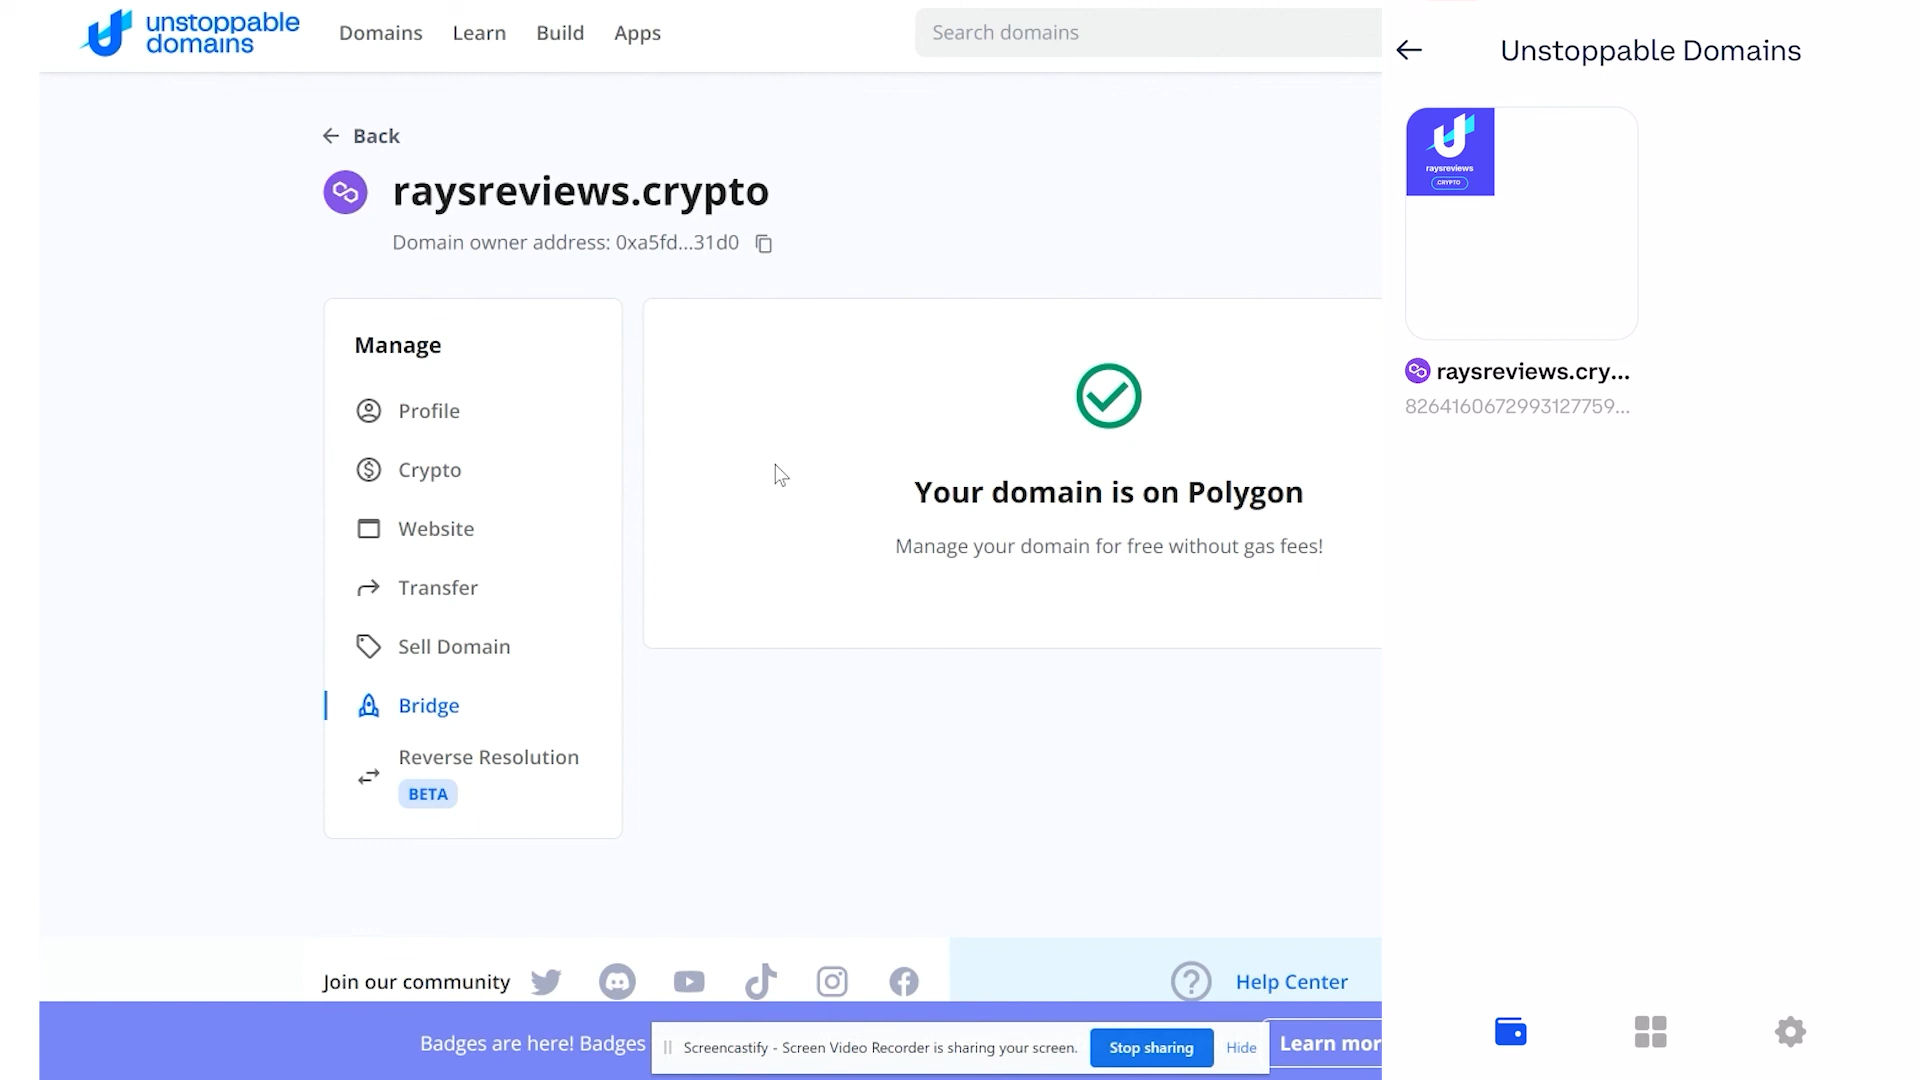 unstoppable
domains
Domains
Learn
Build
Apps
Search domains
Back
raysreviews.crypto
Domain owner address: 0xa5fd...31d0
Manage
Profile
Crypto
Website
Transfer
Sell Domain
Bridge
Reverse Resolution
BETA
Your domain is on Polygon
Manage your domain for free without gas fees!
Join our community
Help Center
Badges are here! Badges
Screencastify - Screen Video Recorder is sharing your screen.
Stop sharing
Hide
Learn mor
Unstoppable Domains
raysreviews
.CRYPTO
raysreviews.cry...
8264160672993127759...